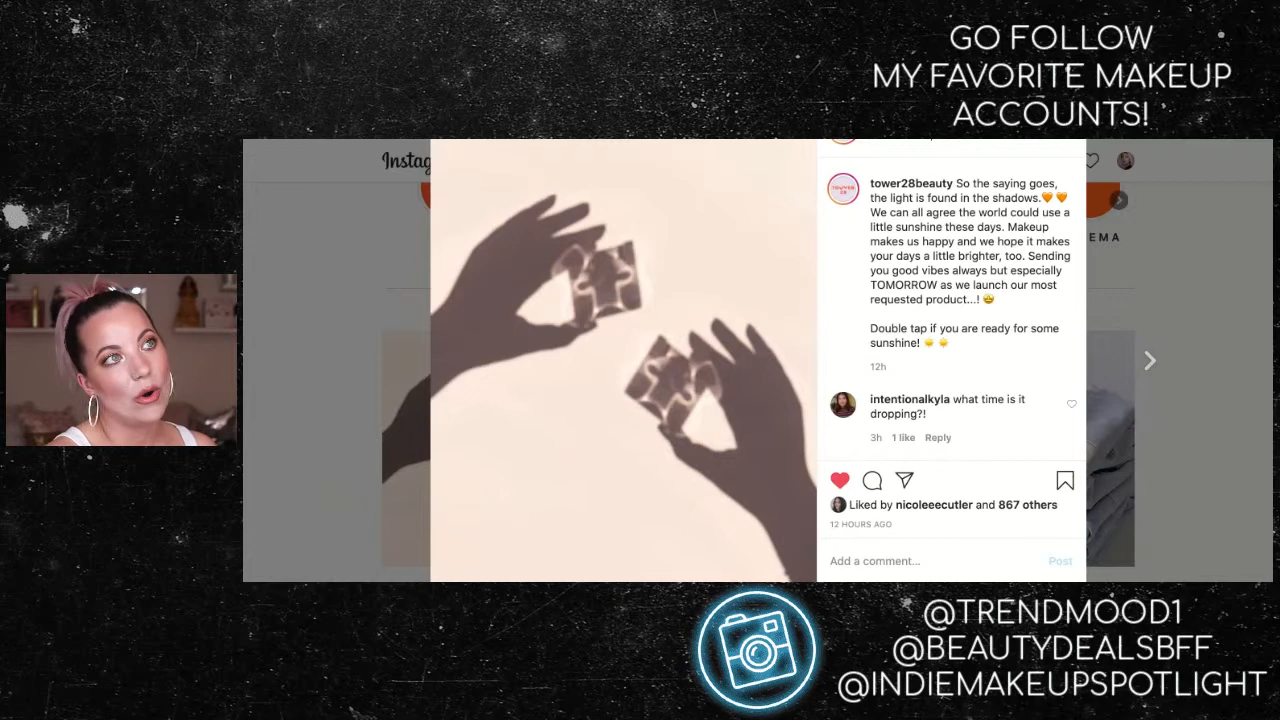 GO FOLLOW
MY FAVORITE MAKEUP
ACCOUNTS!
Instag
EMA
TOWER
28
tower28beauty So the saying goes,
the light is found in the shadows.🧡 🧡
We can all agree the world could use a
little sunshine these days. Makeup
makes us happy and we hope it makes
your days a little brighter, too. Sending
you good vibes always but especially
TOMORROW as we launch our most
requested product...! 🤩
Double tap if you are ready for some
sunshine! ☀️ ☀️
12h
intentionalkyla what time is it
dropping?!
3h 1 like Reply
Liked by nicoleeecutler and 867 others
12 HOURS AGO
Add a comment... Post
@TRENDMOOD1
@BEAUTYDEALSBFF
@INDIEMAKEUPSPOTLIGHT